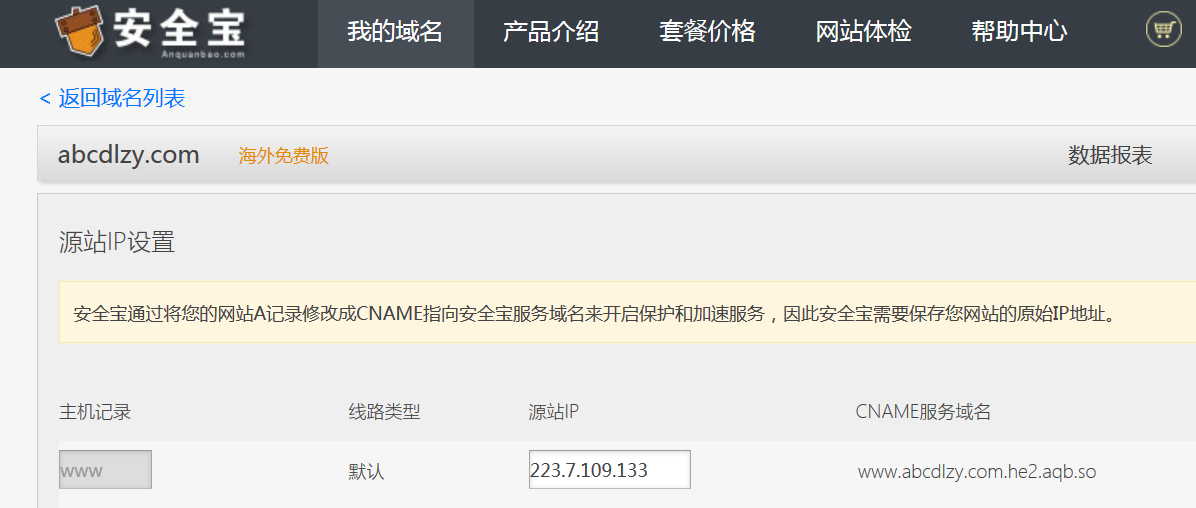 安全宝
Anquanbao.com
我的域名 产品介绍 套餐价格 网站体检 帮助中心
< 返回域名列表
abcdlzy.com 海外免费版 数据报表
源站IP设置
安全宝通过将您的网站A记录修改成CNAME指向安全宝服务域名来开启保护和加速服务，因此安全宝需要保存您网站的原始IP地址。
主机记录 线路类型 源站IP CNAME服务域名
www 默认 223.7.109.133 www.abcdlzy.com.he2.aqb.so